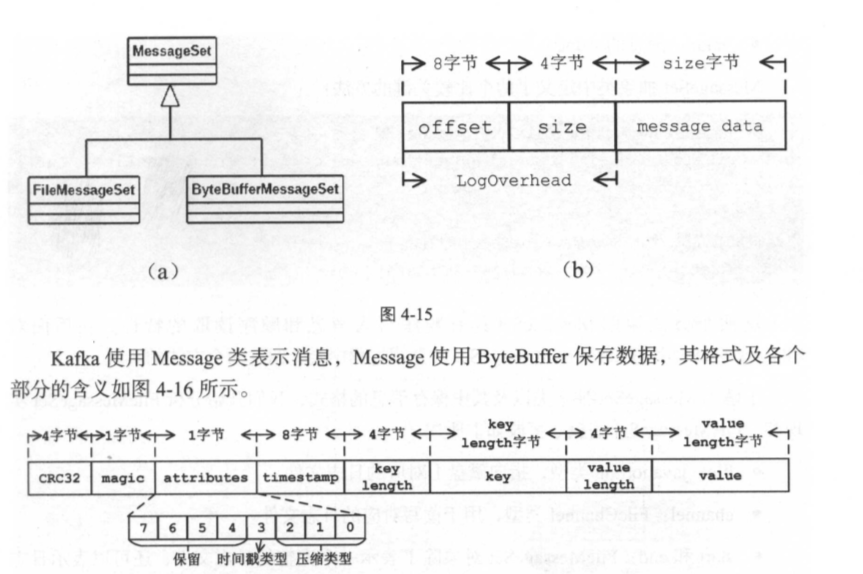 MessageSet
FileMessageSet
ByteBufferMessageSet
(a)
8字节 4字节 size字节
offset size message data
LogOverhead
(b)
图 4-15
Kafka 使用 Message 类表示消息，Message 使用 ByteBuffer 保存数据，其格式及各个
部分的含义如图 4-16 所示。
4字节 1字节 1字节 8字节 4字节 key length字节 4字节 value length字节
CRC32 magic attributes timestamp key length key value length value
7 6 5 4 3 2 1 0
保留 时间戳类型 压缩类型